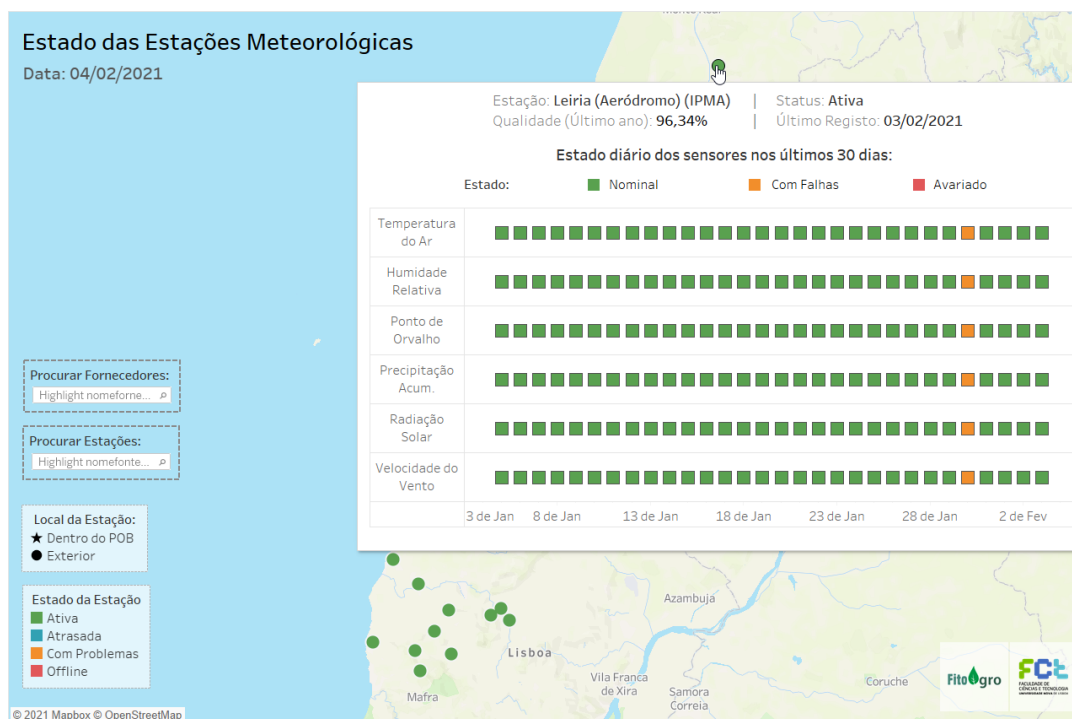 Estado das Estações Meteorológicas
Data: 04/02/2021
Estação: Leiria (Aeródromo) (IPMA) | Status: Ativa
Qualidade (Último ano): 96,34% | Último Registo: 03/02/2021
Estado diário dos sensores nos últimos 30 dias:
Estado: Nominal Com Falhas Avariado
Temperatura
do Ar
Humidade
Relativa
Ponto de
Orvalho
Precipitação
Acum.
Radiação
Solar
Velocidade do
Vento
3 de Jan 8 de Jan 13 de Jan 18 de Jan 23 de Jan 28 de Jan 2 de Fev
Procurar Fornecedores:
Highlight nomeforne...
Procurar Estações:
Highlight nomefonte...
Local da Estação:
★ Dentro do POB
● Exterior
Estado da Estação
Ativa
Atrasada
Com Problemas
Offline
Azambuja
Lisboa
Vila Franca
de Xira
Samora
Correia
Coruche
Mafra
FitoAgro
FCt
FACULDADE DE
CIÊNCIAS E TECNOLOGIA
© 2021 Mapbox © OpenStreetMap